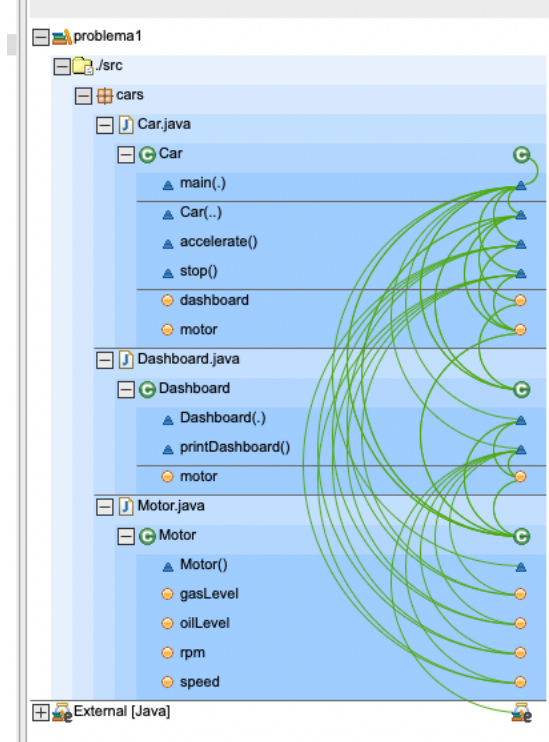 problema1
./src
cars
Car.java
Car
main(.)
Car(..)
accelerate()
stop()
dashboard
motor
Dashboard.java
Dashboard
Dashboard(.)
printDashboard()
motor
Motor.java
Motor
Motor()
gasLevel
oilLevel
rpm
speed
External [Java]